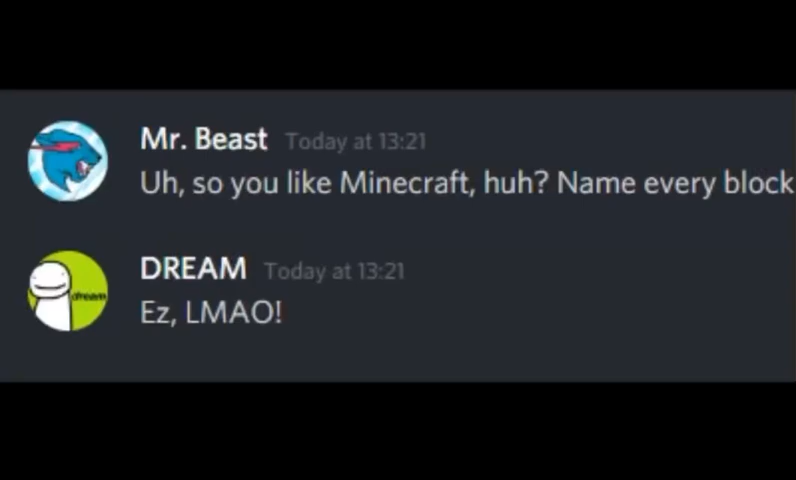 Mr. Beast Today at 13:21
Uh, so you like Minecraft, huh? Name every block
DREAM Today at 13:21
dream
Ez, LMAO!